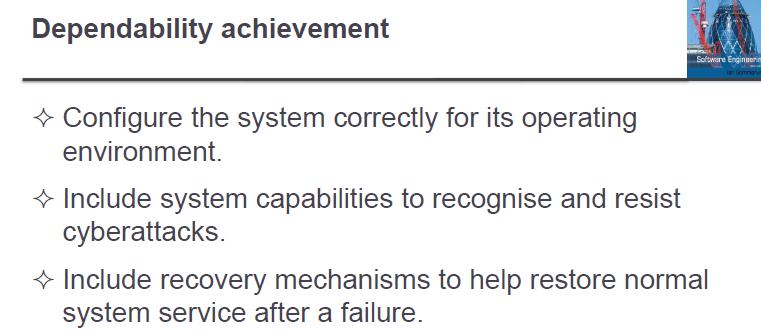 Dependability achievement
Software Engineering
Ian Sommerville
✧ Configure the system correctly for its operating
environment.
✧ Include system capabilities to recognise and resist
cyberattacks.
✧ Include recovery mechanisms to help restore normal
system service after a failure.